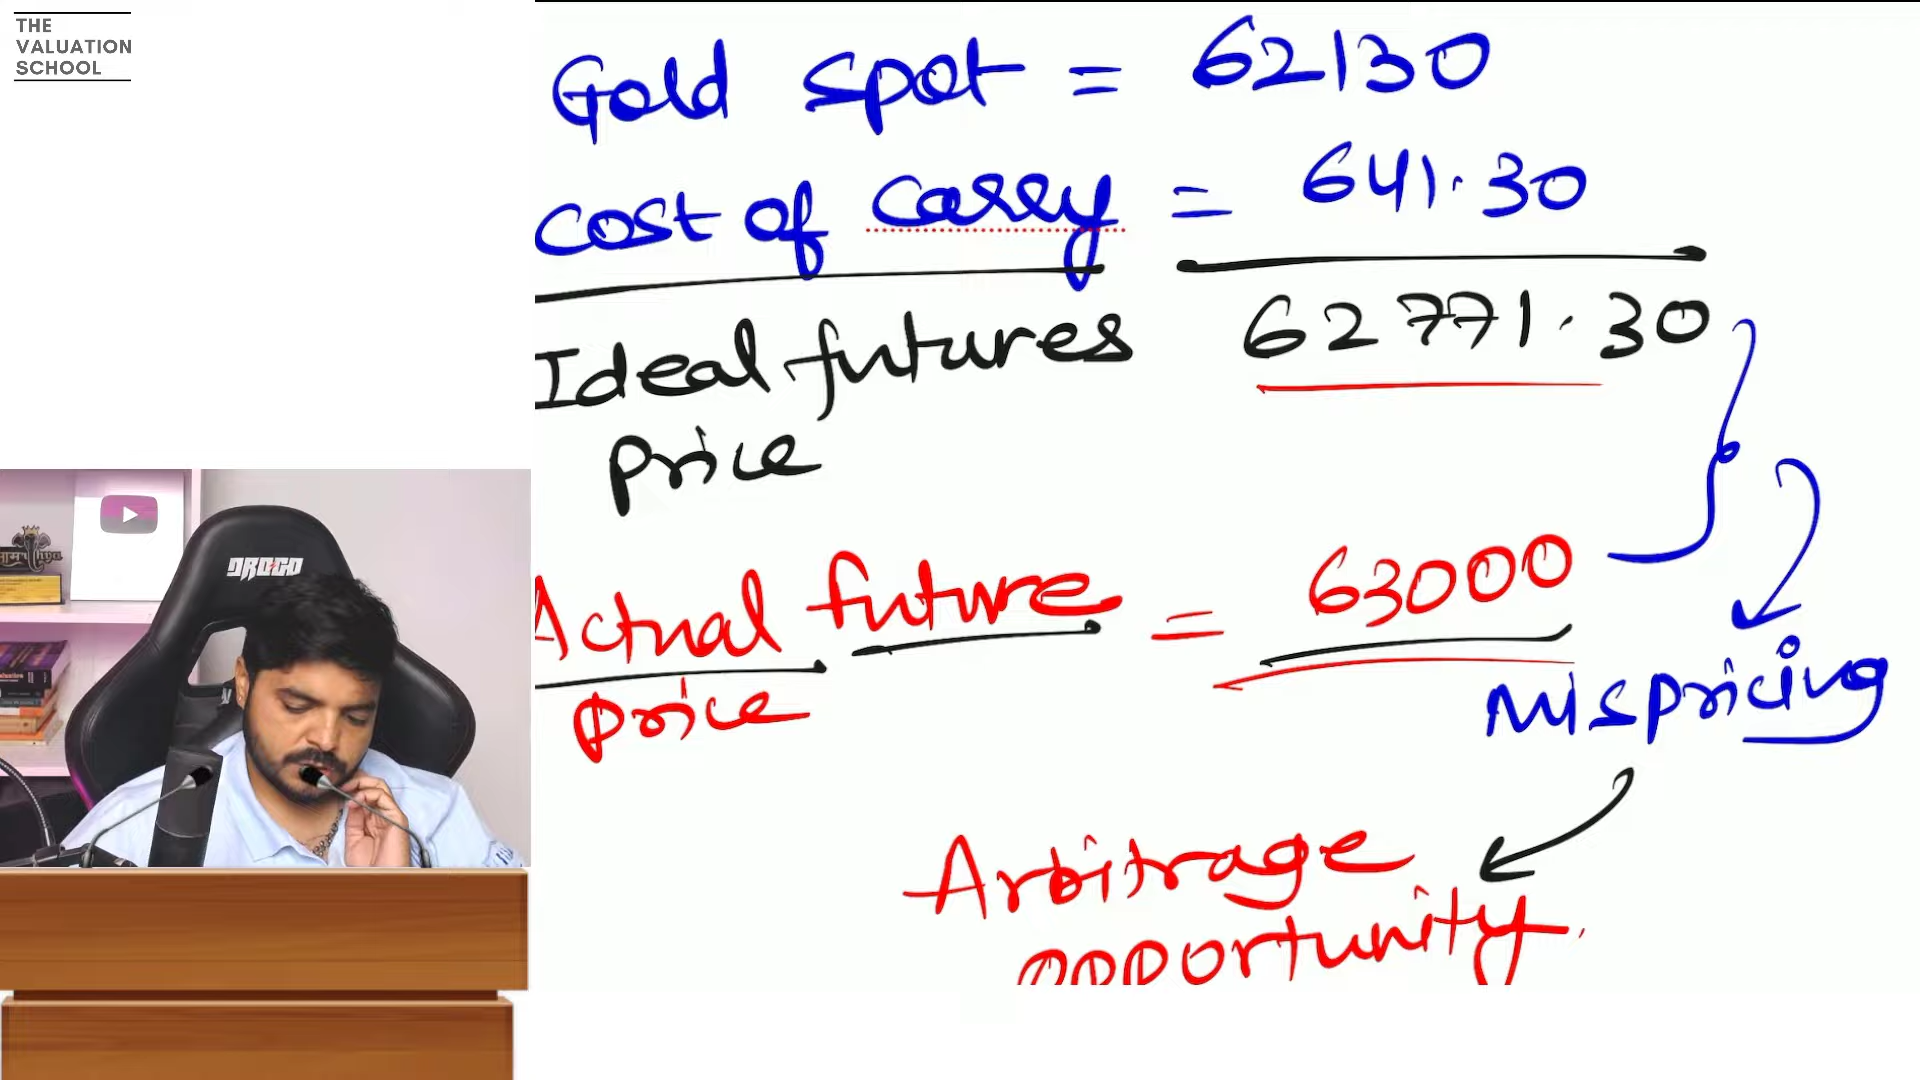 THE
VALUATION
SCHOOL
Gold spot = 62130
cost of carry = 641.30
Ideal futures 62771.30
price
Actual future = 63000
price
Mispricing
Arbitrage
opportunity.
DROGO